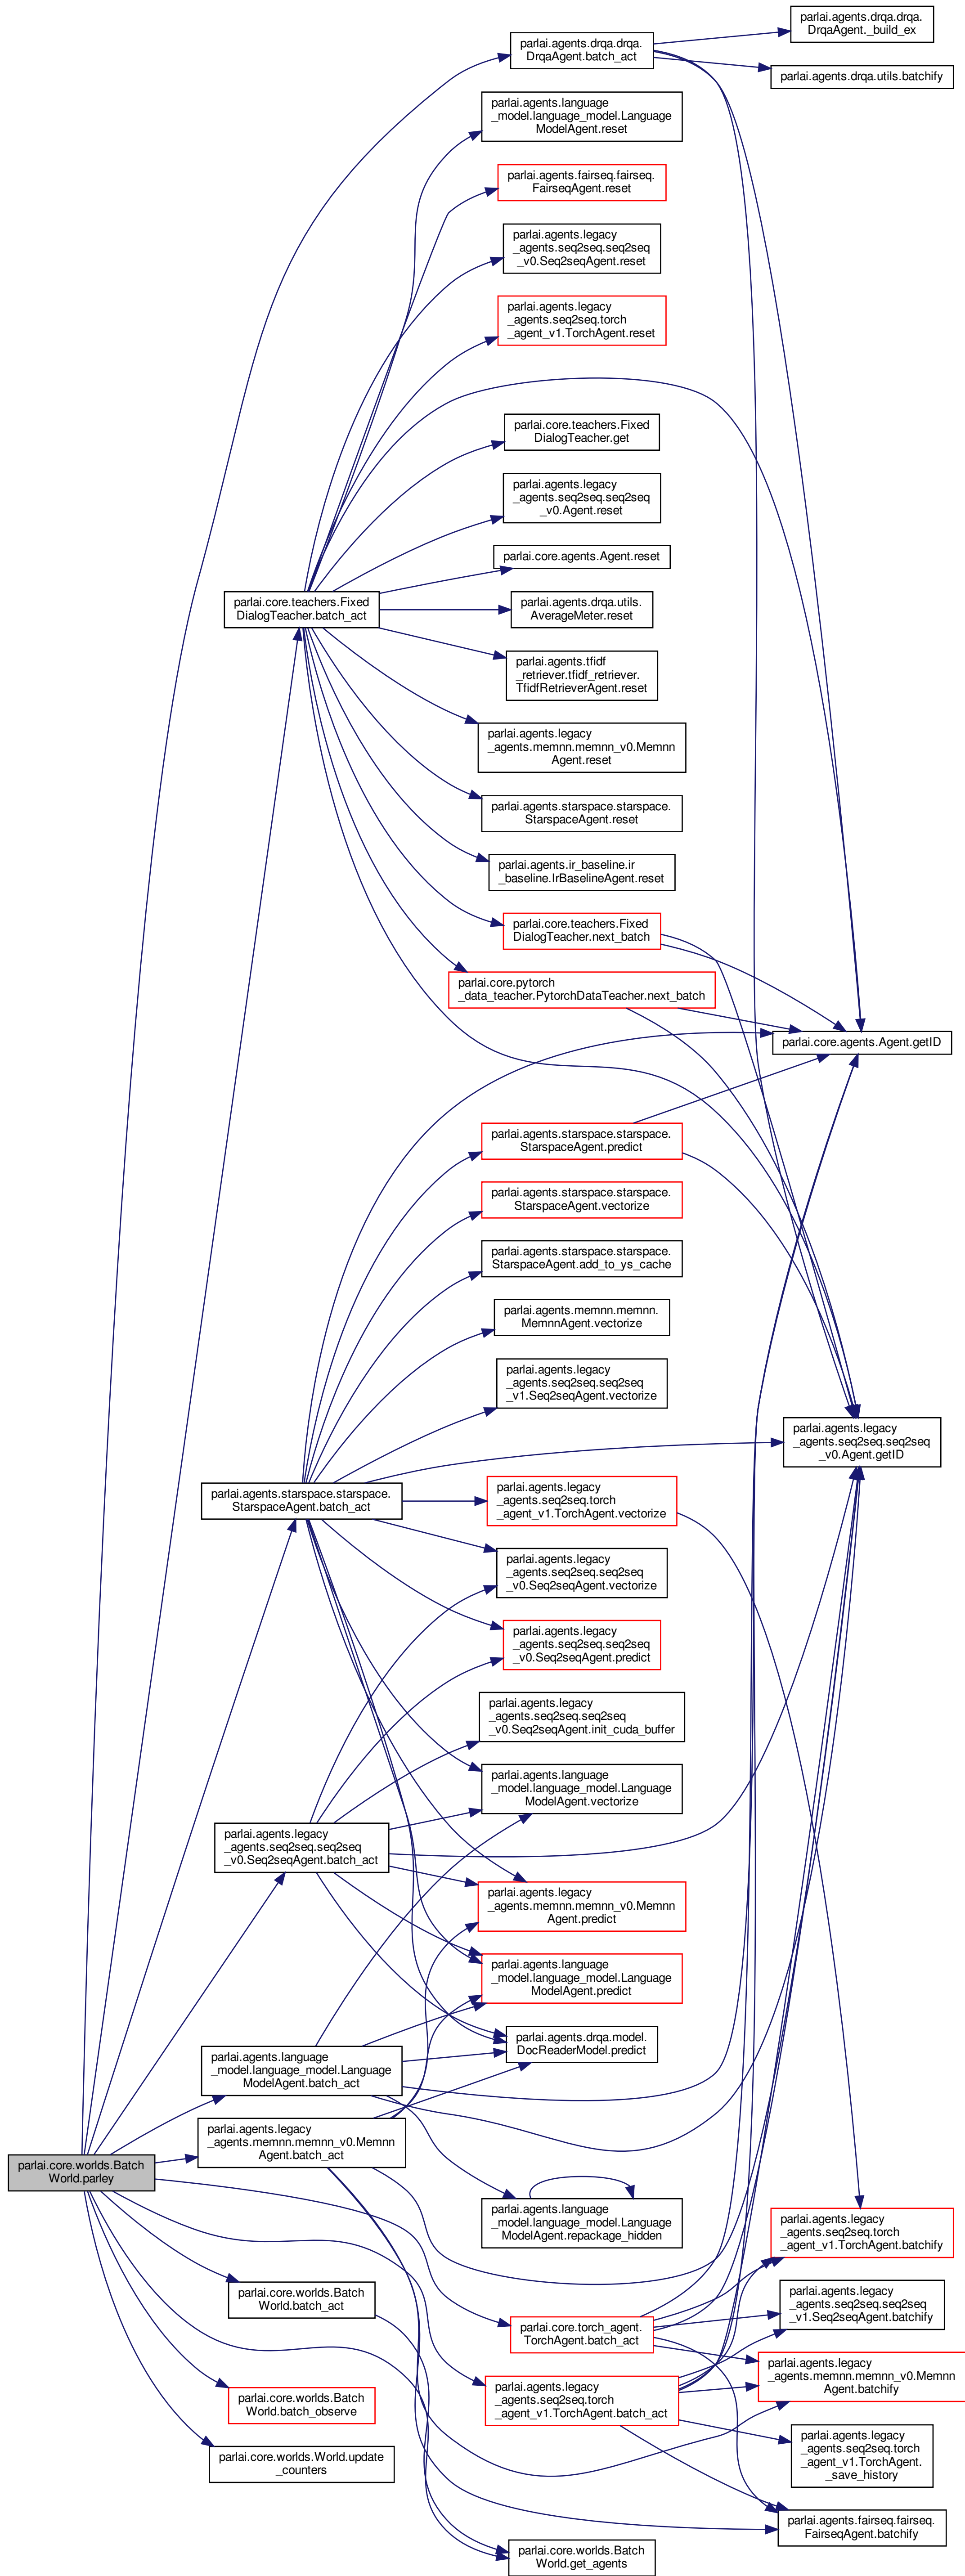 parlai.agents.drqa.drqa.
DrqaAgent._build_ex
parlai.agents.drqa.drqa.
DrqaAgent.batch_act
parlai.agents.drqa.utils.batchify
parlai.agents.language
_model.language_model.Language
ModelAgent.reset
parlai.agents.fairseq.fairseq.
FairseqAgent.reset
parlai.agents.legacy
_agents.seq2seq.seq2seq
_v0.Seq2seqAgent.reset
parlai.agents.legacy
_agents.seq2seq.torch
_agent_v1.TorchAgent.reset
parlai.core.teachers.Fixed
DialogTeacher.get
parlai.agents.legacy
_agents.seq2seq.seq2seq
_v0.Agent.reset
parlai.core.agents.Agent.reset
parlai.core.teachers.Fixed
DialogTeacher.batch_act
parlai.agents.drqa.utils.
AverageMeter.reset
parlai.agents.tfidf
_retriever.tfidf_retriever.
TfidfRetrieverAgent.reset
parlai.agents.legacy
_agents.memnn.memnn_v0.Memnn
Agent.reset
parlai.agents.starspace.starspace.
StarspaceAgent.reset
parlai.agents.ir_baseline.ir
_baseline.IrBaselineAgent.reset
parlai.core.teachers.Fixed
DialogTeacher.next_batch
parlai.core.pytorch
_data_teacher.PytorchDataTeacher.next_batch
parlai.core.agents.Agent.getID
parlai.agents.starspace.starspace.
StarspaceAgent.predict
parlai.agents.starspace.starspace.
StarspaceAgent.vectorize
parlai.agents.starspace.starspace.
StarspaceAgent.add_to_ys_cache
parlai.agents.memnn.memnn.
MemnnAgent.vectorize
parlai.agents.legacy
_agents.seq2seq.seq2seq
_v1.Seq2seqAgent.vectorize
parlai.agents.legacy
_agents.seq2seq.seq2seq
_v0.Agent.getID
parlai.agents.starspace.starspace.
StarspaceAgent.batch_act
parlai.agents.legacy
_agents.seq2seq.torch
_agent_v1.TorchAgent.vectorize
parlai.agents.legacy
_agents.seq2seq.seq2seq
_v0.Seq2seqAgent.vectorize
parlai.agents.legacy
_agents.seq2seq.seq2seq
_v0.Seq2seqAgent.predict
parlai.agents.legacy
_agents.seq2seq.seq2seq
_v0.Seq2seqAgent.init_cuda_buffer
parlai.agents.language
_model.language_model.Language
ModelAgent.vectorize
parlai.agents.legacy
_agents.seq2seq.seq2seq
_v0.Seq2seqAgent.batch_act
parlai.agents.legacy
_agents.memnn.memnn_v0.Memnn
Agent.predict
parlai.agents.language
_model.language_model.Language
ModelAgent.predict
parlai.agents.drqa.model.
DocReaderModel.predict
parlai.agents.language
_model.language_model.Language
ModelAgent.batch_act
parlai.agents.legacy
_agents.memnn.memnn_v0.Memnn
Agent.batch_act
parlai.core.worlds.Batch
World.parley
parlai.agents.language
_model.language_model.Language
ModelAgent.repackage_hidden
parlai.agents.legacy
_agents.seq2seq.torch
_agent_v1.TorchAgent.batchify
parlai.core.worlds.Batch
World.batch_act
parlai.agents.legacy
_agents.seq2seq.seq2seq
_v1.Seq2seqAgent.batchify
parlai.core.torch_agent.
TorchAgent.batch_act
parlai.agents.legacy
_agents.memnn.memnn_v0.Memnn
Agent.batchify
parlai.core.worlds.Batch
World.batch_observe
parlai.agents.legacy
_agents.seq2seq.torch
_agent_v1.TorchAgent.batch_act
parlai.core.worlds.World.update
_counters
parlai.agents.legacy
_agents.seq2seq.torch
_agent_v1.TorchAgent.
_save_history
parlai.agents.fairseq.fairseq.
FairseqAgent.batchify
parlai.core.worlds.Batch
World.get_agents